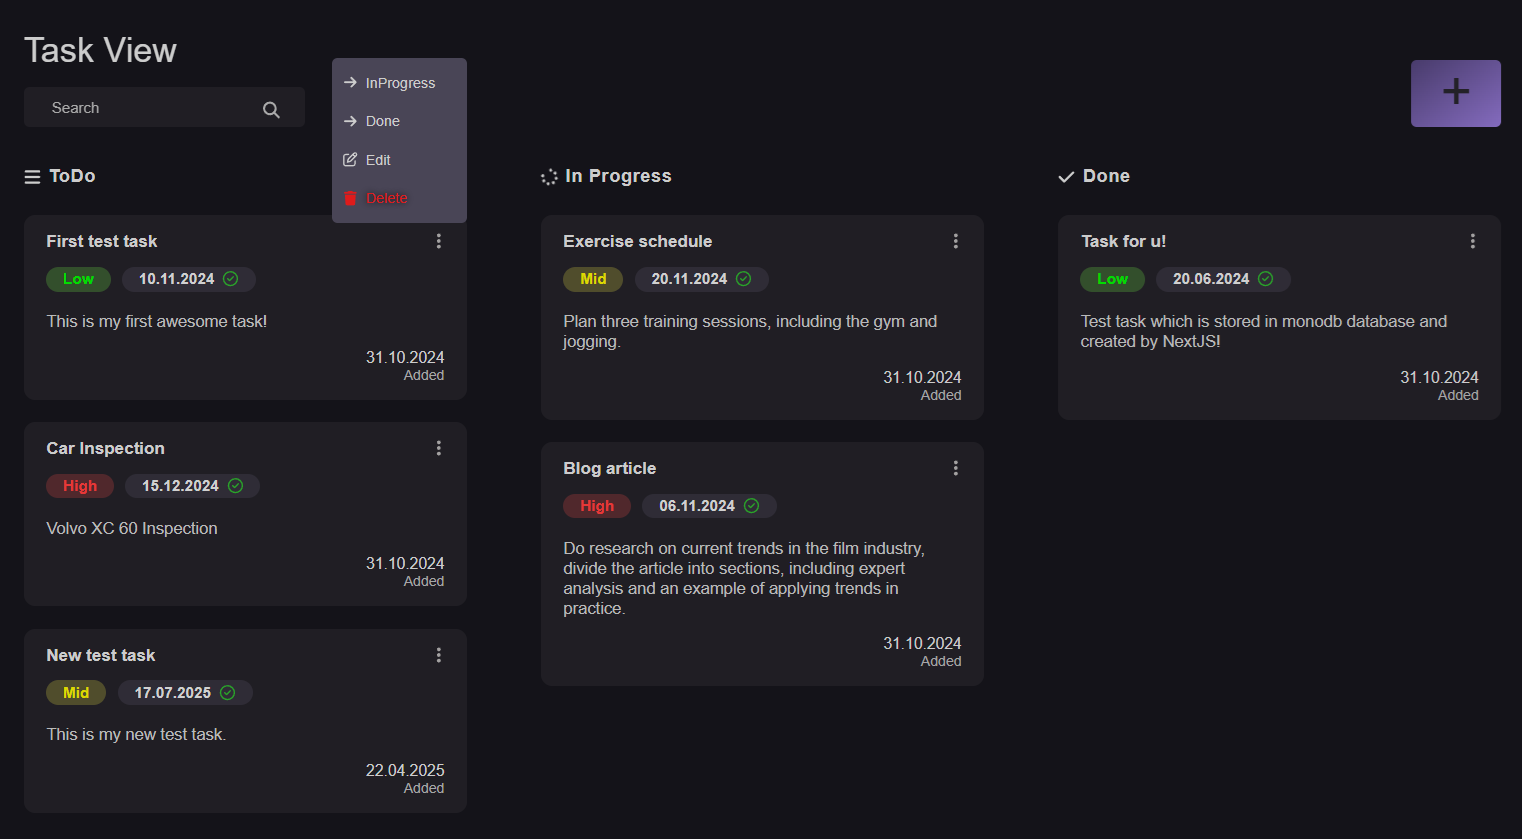 Task View
Search
InProgress
Done
Edit
Delete
ToDo
First test task
Low
10.11.2024
This is my first awesome task!
31.10.2024
Added
Car Inspection
High
15.12.2024
Volvo XC 60 Inspection
31.10.2024
Added
New test task
Mid
17.07.2025
This is my new test task.
22.04.2025
Added
In Progress
Exercise schedule
Mid
20.11.2024
Plan three training sessions, including the gym and
jogging.
31.10.2024
Added
Blog article
High
06.11.2024
Do research on current trends in the film industry,
divide the article into sections, including expert
analysis and an example of applying trends in
practice.
31.10.2024
Added
Done
Task for u!
Low
20.06.2024
Test task which is stored in monodb database and
created by NextJS!
31.10.2024
Added